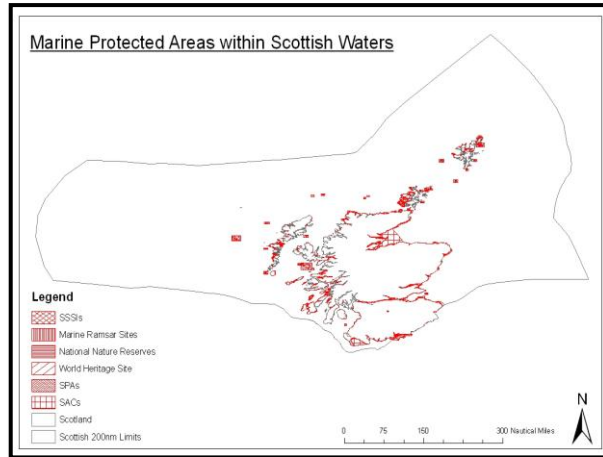 Marine Protected Areas within Scottish Waters
Legend
SSSIs
Marine Ramsar Sites
National Nature Reserves
World Heritage Site
SPAs
SACs
Scotland
Scottish 200nm Limits
N
0 75 150 300 Nautical Miles